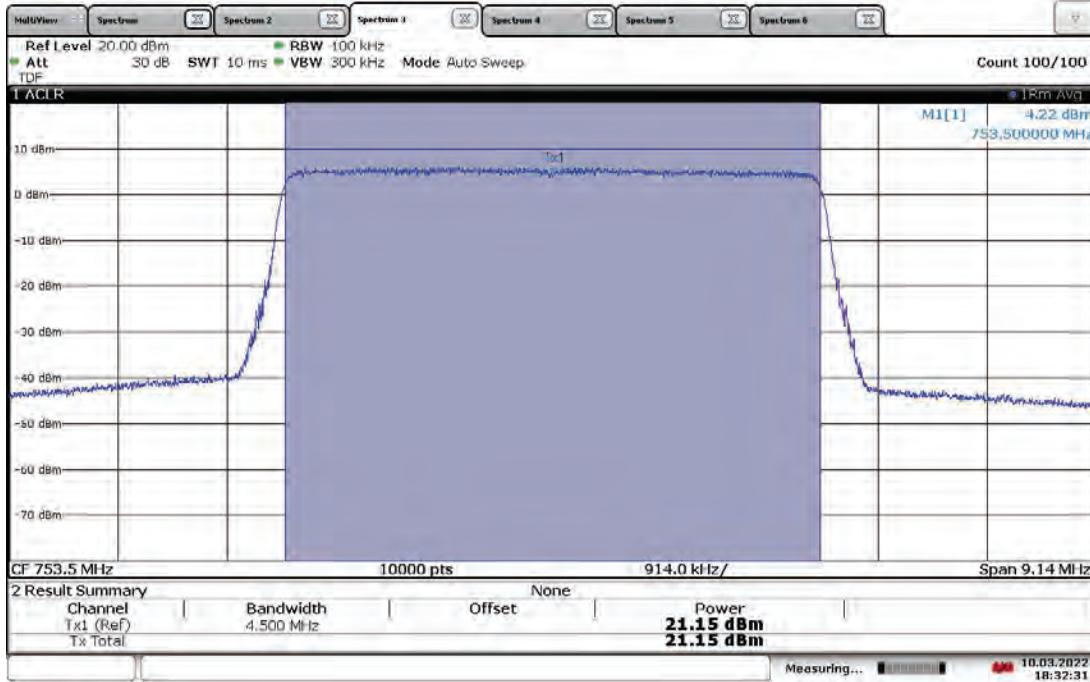 MultiView Spectrum Spectrum 2 Spectrum 3 Spectrum 4 Spectrum 5 Spectrum 6
Ref Level 20.00 dBm RBW 100 kHz
Att 30 dB SWT 10 ms VBW 300 kHz Mode Auto Sweep Count 100/100
TDF
1 ACLR 1Rm Avg
M1[1] 4.22 dBm
753.500000 MHz
10 dBm
Tx1
0 dBm
-10 dBm
-20 dBm
-30 dBm
-40 dBm
-50 dBm
-60 dBm
-70 dBm
CF 753.5 MHz 10000 pts 914.0 kHz/ Span 9.14 MHz
2 Result Summary None
Channel Bandwidth Offset Power
Tx1 (Ref) 4.500 MHz 21.15 dBm
Tx Total 21.15 dBm
Measuring... 10.03.2022
18:32:31